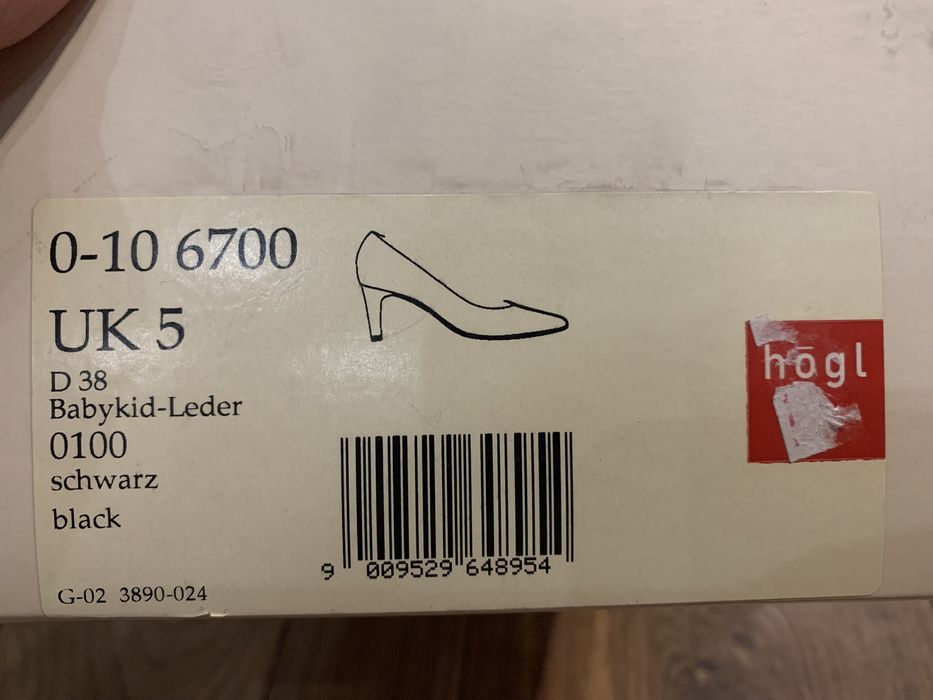 0-10 6700
UK 5
D 38
Babykid-Leder
0100
schwarz
black
G-02 3890-024
9 009529 648954
högl